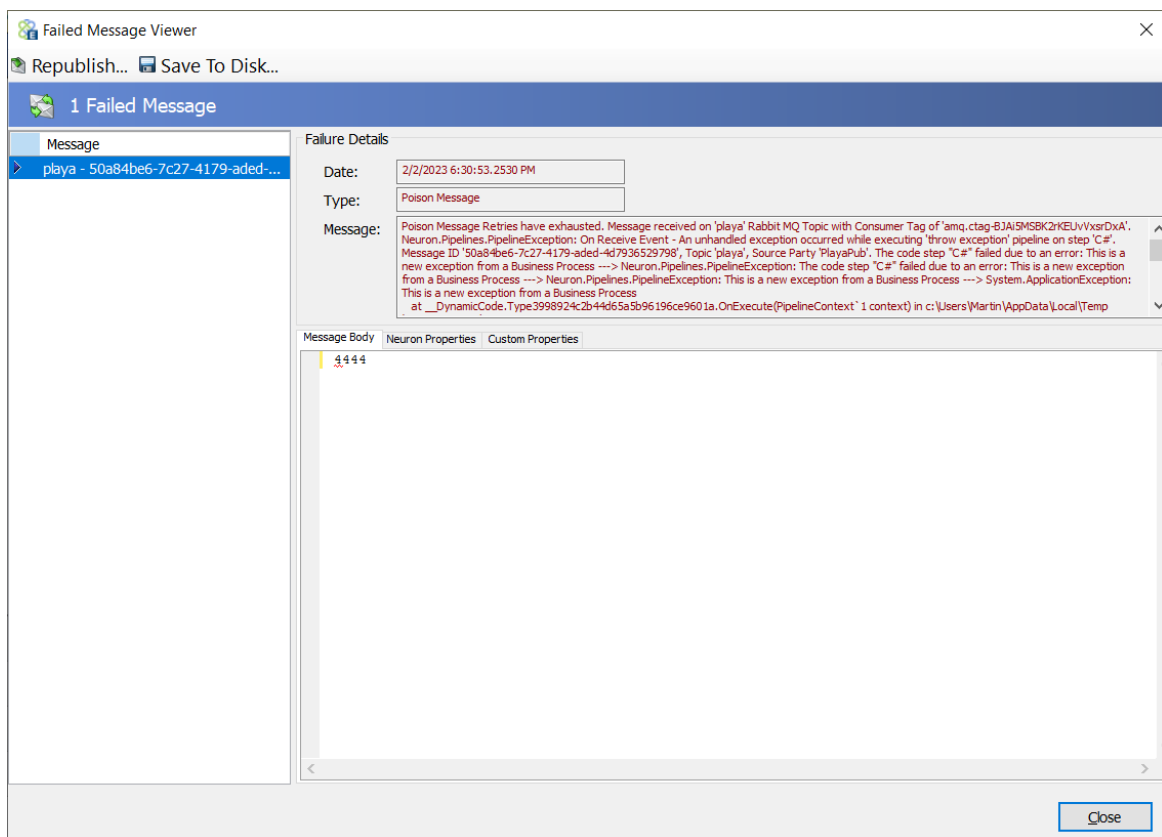 Failed Message Viewer
Republish... Save To Disk...
1 Failed Message
Message
playa - 50a84be6-7c27-4179-aded-...
Failure Details
Date: 2/2/2023 6:30:53.2530 PM
Type: Poison Message
Message: Poison Message Retries have exhausted. Message received on 'playa' Rabbit MQ Topic with Consumer Tag of 'amq.ctag-BJAi5MSBK2rKEUvVxsrDxA'.
Neuron.Pipelines.PipelineException: On Receive Event - An unhandled exception occurred while executing 'throw exception' pipeline on step 'C#'.
Message ID '50a84be6-7c27-4179-aded-4d7936529798', Topic 'playa', Source Party 'PlayaPub'. The code step "C#" failed due to an error: This is a
new exception from a Business Process ---> Neuron.Pipelines.PipelineException: The code step "C#" failed due to an error: This is a new exception
from a Business Process ---> Neuron.Pipelines.PipelineException: This is a new exception from a Business Process ---> System.ApplicationException:
This is a new exception from a Business Process
at __DynamicCode.Type3998924c2b44d65a5b96196ce9601a.OnExecute(PipelineContext`1 context) in c:\Users\Martin\AppData\Local\Temp
Message Body Neuron Properties Custom Properties
4444
Close